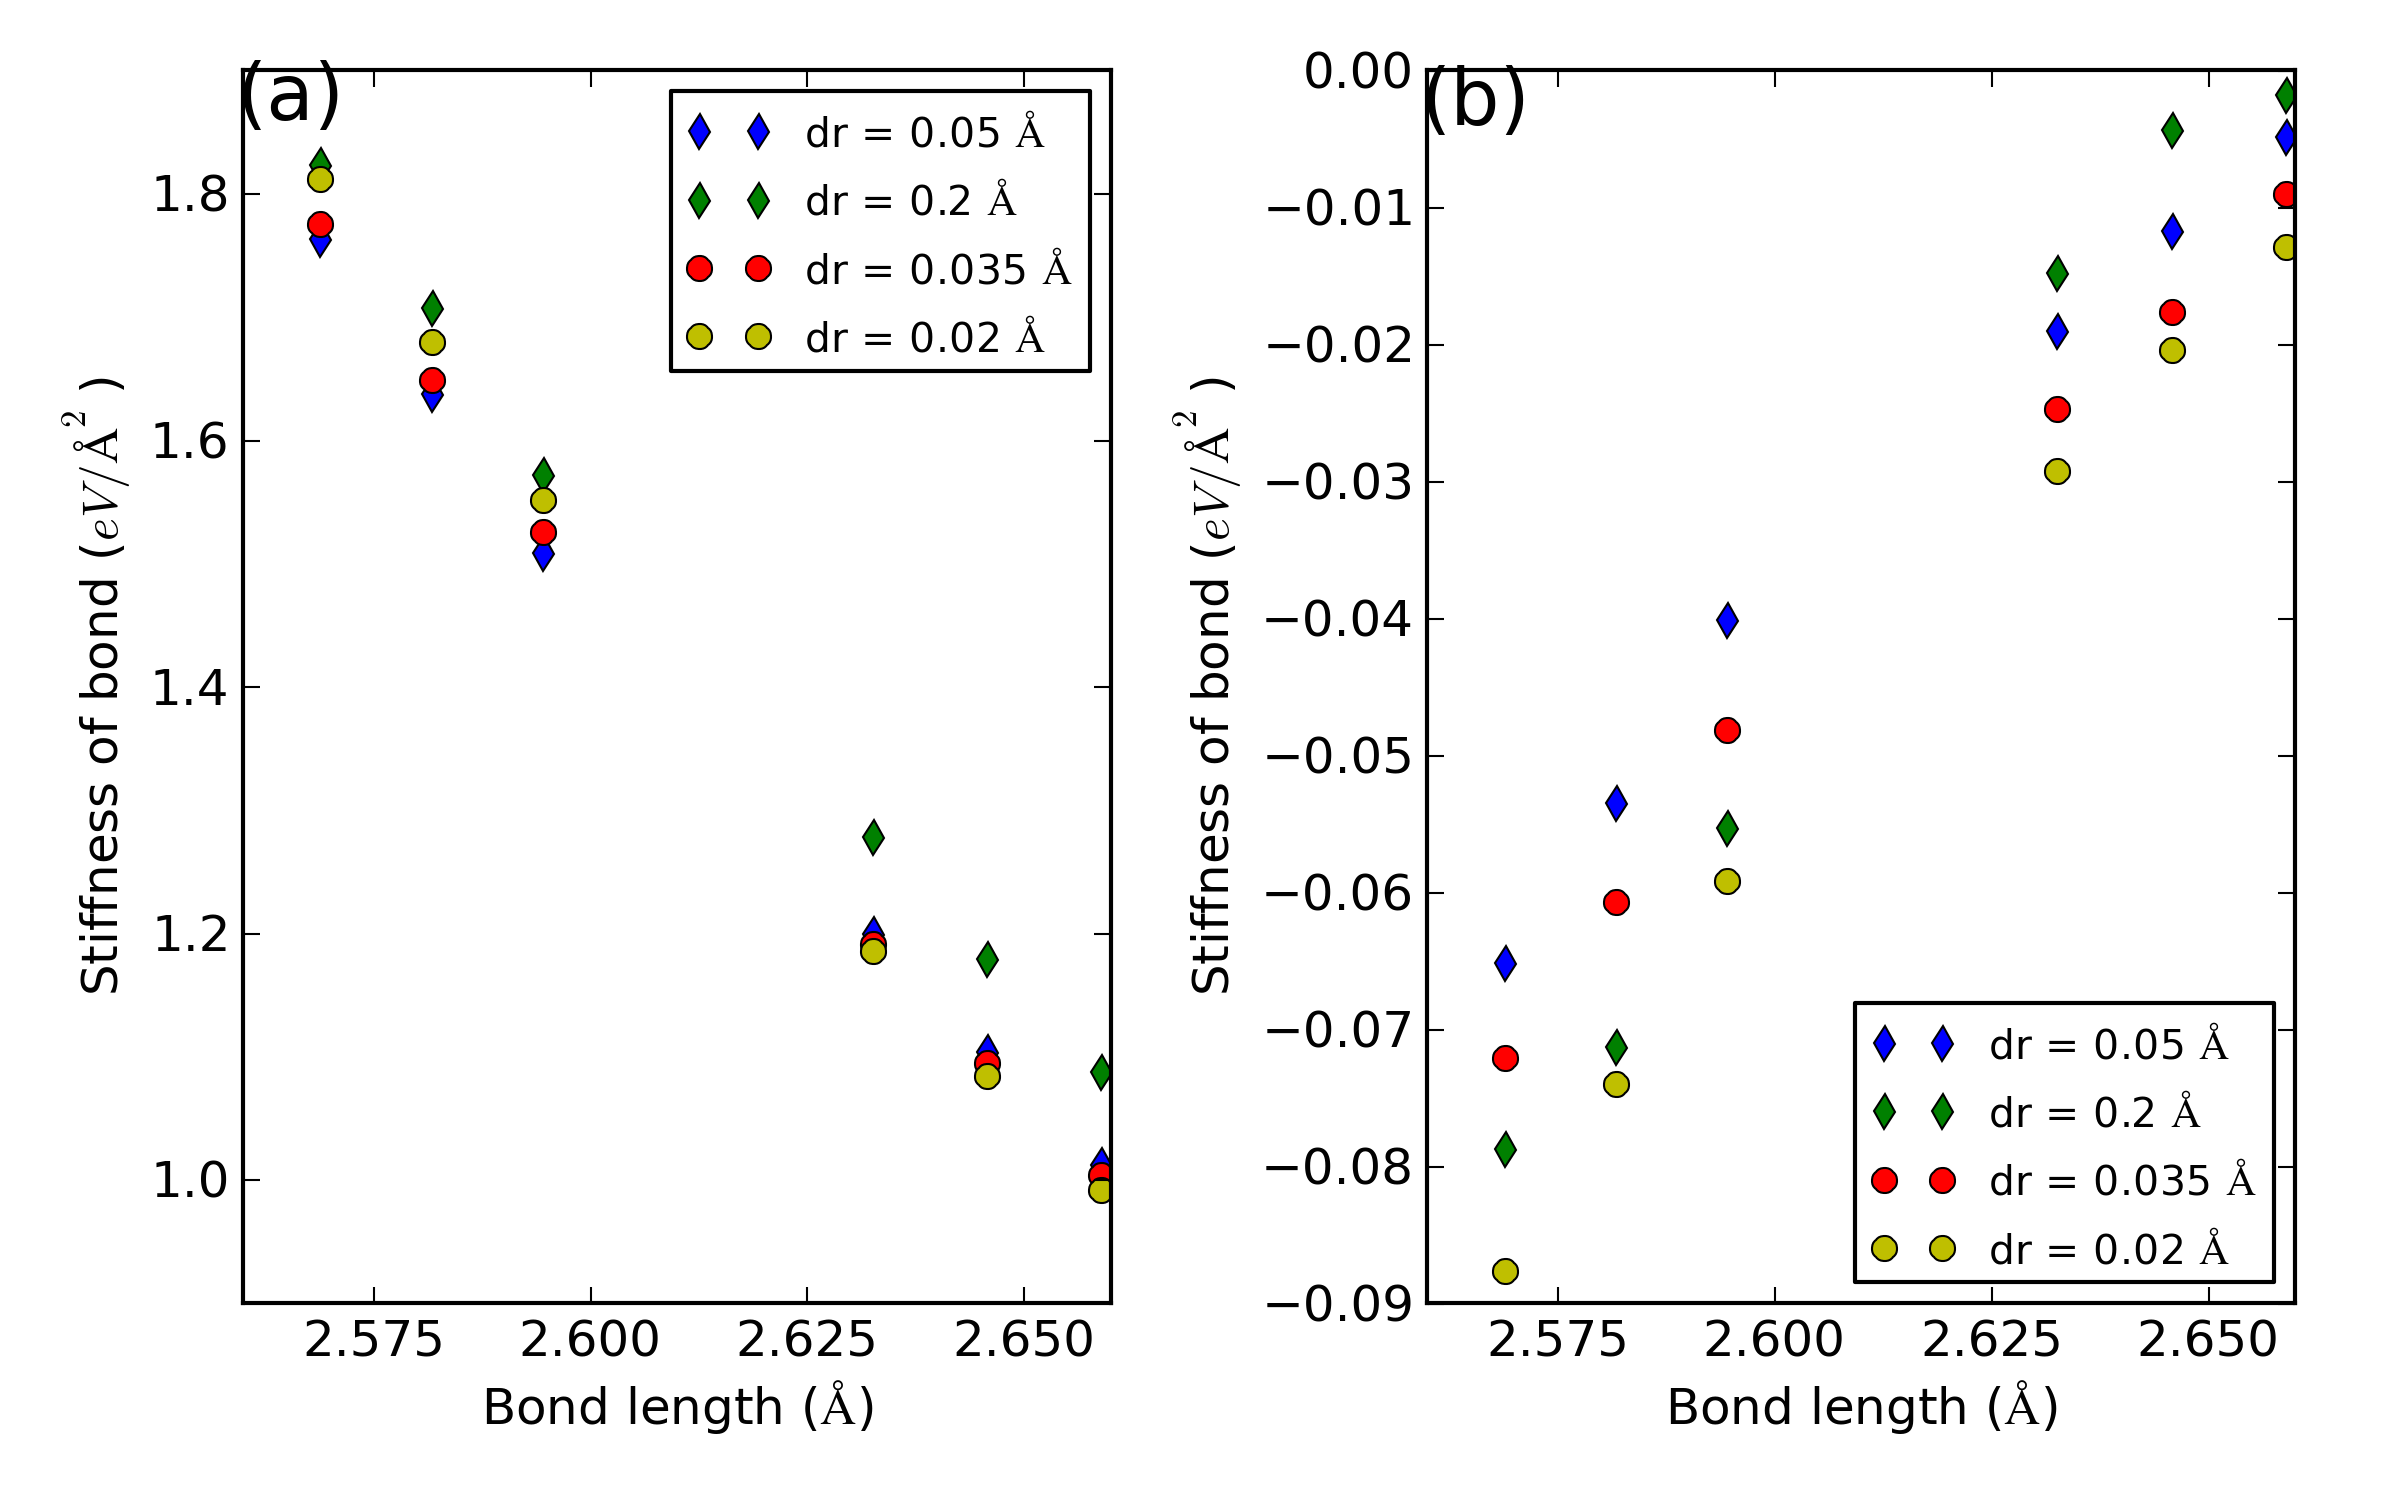 (a)
dr = 0.05 Å
dr = 0.2 Å
dr = 0.035 Å
dr = 0.02 Å
1.8
1.6
1.4
1.2
1.0
Stiffness of bond (eV/Å²)
2.575 2.600 2.625 2.650
Bond length (Å)
(b)
0.00
−0.01
−0.02
−0.03
−0.04
−0.05
−0.06
−0.07
−0.08
−0.09
Stiffness of bond (eV/Å²)
dr = 0.05 Å
dr = 0.2 Å
dr = 0.035 Å
dr = 0.02 Å
2.575 2.600 2.625 2.650
Bond length (Å)